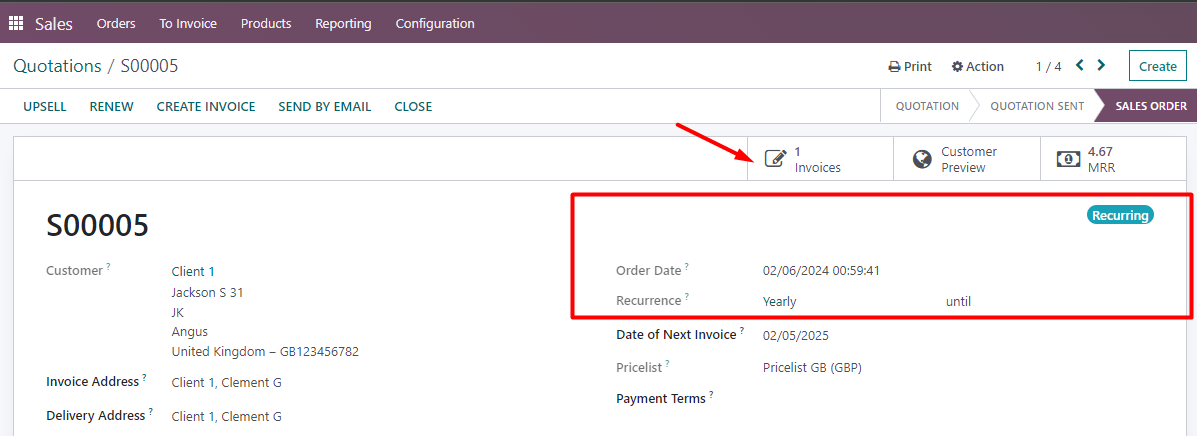 Sales Orders To Invoice Products Reporting Configuration
Quotations / S00005 Print Action 1 / 4 Create
UPSELL RENEW CREATE INVOICE SEND BY EMAIL CLOSE QUOTATION QUOTATION SENT SALES ORDER
1
Invoices
Customer
Preview
4.67
MRR
S00005
Recurring
Customer ? Client 1
Jackson S 31
JK
Angus
United Kingdom – GB123456782
Invoice Address ? Client 1, Clement G
Delivery Address ? Client 1, Clement G
Order Date ? 02/06/2024 00:59:41
Recurrence ? Yearly until
Date of Next Invoice ? 02/05/2025
Pricelist ? Pricelist GB (GBP)
Payment Terms ?